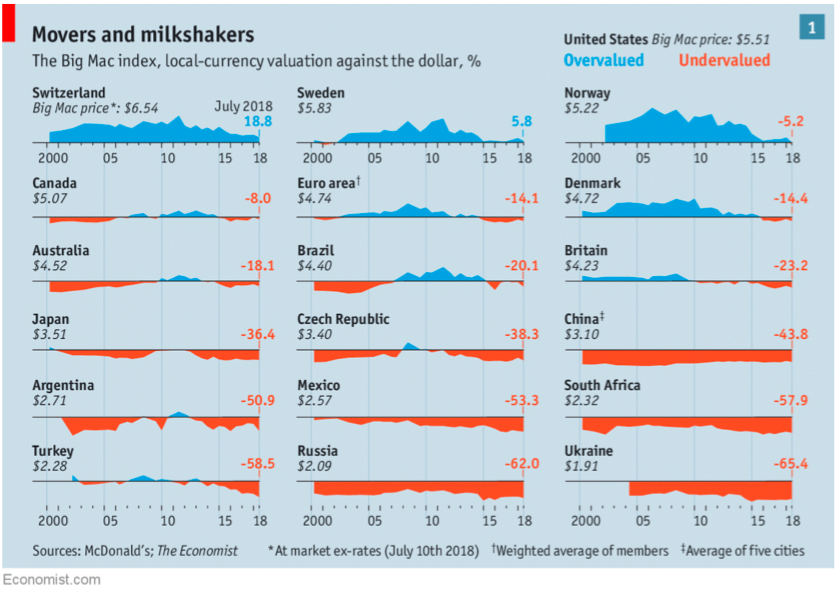 Movers and milkshakers
1
The Big Mac index, local-currency valuation against the dollar, %
United States Big Mac price: $5.51
Overvalued Undervalued
Switzerland
Big Mac price*: $6.54
July 2018
18.8
2000 05 10 15 18
Sweden
$5.83
5.8
2000 05 10 15 18
Norway
$5.22
-5.2
2000 05 10 15 18
Canada
$5.07
-8.0
Euro area†
$4.74
-14.1
Denmark
$4.72
-14.4
Australia
$4.52
-18.1
Brazil
$4.40
-20.1
Britain
$4.23
-23.2
Japan
$3.51
-36.4
Czech Republic
$3.40
-38.3
China‡
$3.10
-43.8
Argentina
$2.71
-50.9
Mexico
$2.57
-53.3
South Africa
$2.32
-57.9
Turkey
$2.28
-58.5
2000 05 10 15 18
Russia
$2.09
-62.0
2000 05 10 15 18
Ukraine
$1.91
-65.4
2000 05 10 15 18
Sources: McDonald's; The Economist *At market ex-rates (July 10th 2018) †Weighted average of members ‡Average of five cities
Economist.com